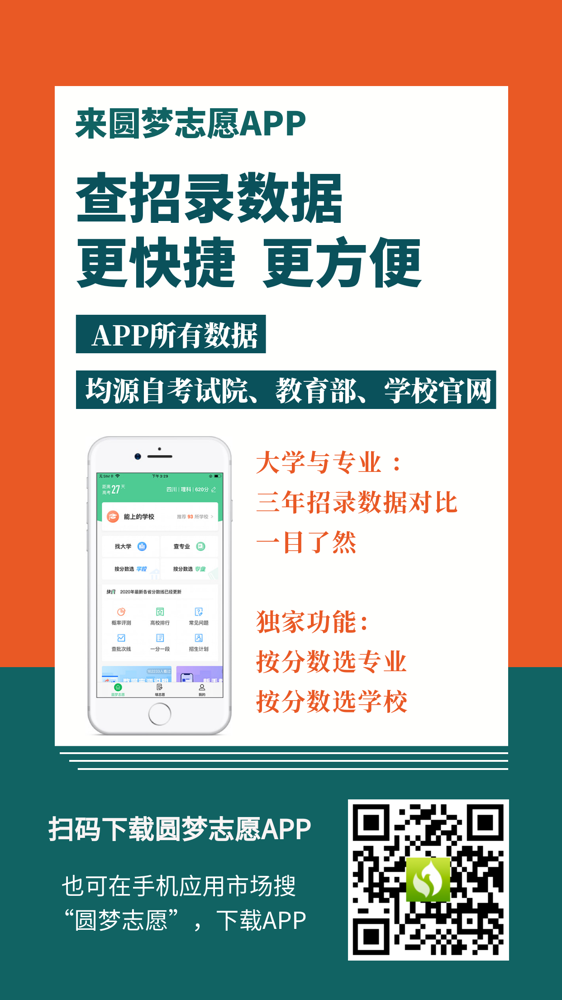 来圆梦志愿APP
查招录数据
更快捷 更方便
APP所有数据
均源自考试院、教育部、学校官网
无SIM卡 下午3:29
距离高考27天
四川 | 理科 | 620分
能上的学校 推荐 93 所学校 >
找大学 查专业
按分数选 学校 按分数选 专业
快讯 2020年最新各省分数线已经更新
概率评测 高校排行 常见问题
查批次线 一分一段 招生计划
162233人看过
数据来源说明 新手
圆梦志愿 填志愿 我的
大学与专业：
三年招录数据对比
一目了然
独家功能：
按分数选专业
按分数选学校
扫码下载圆梦志愿APP
也可在手机应用市场搜
“圆梦志愿”，下载APP